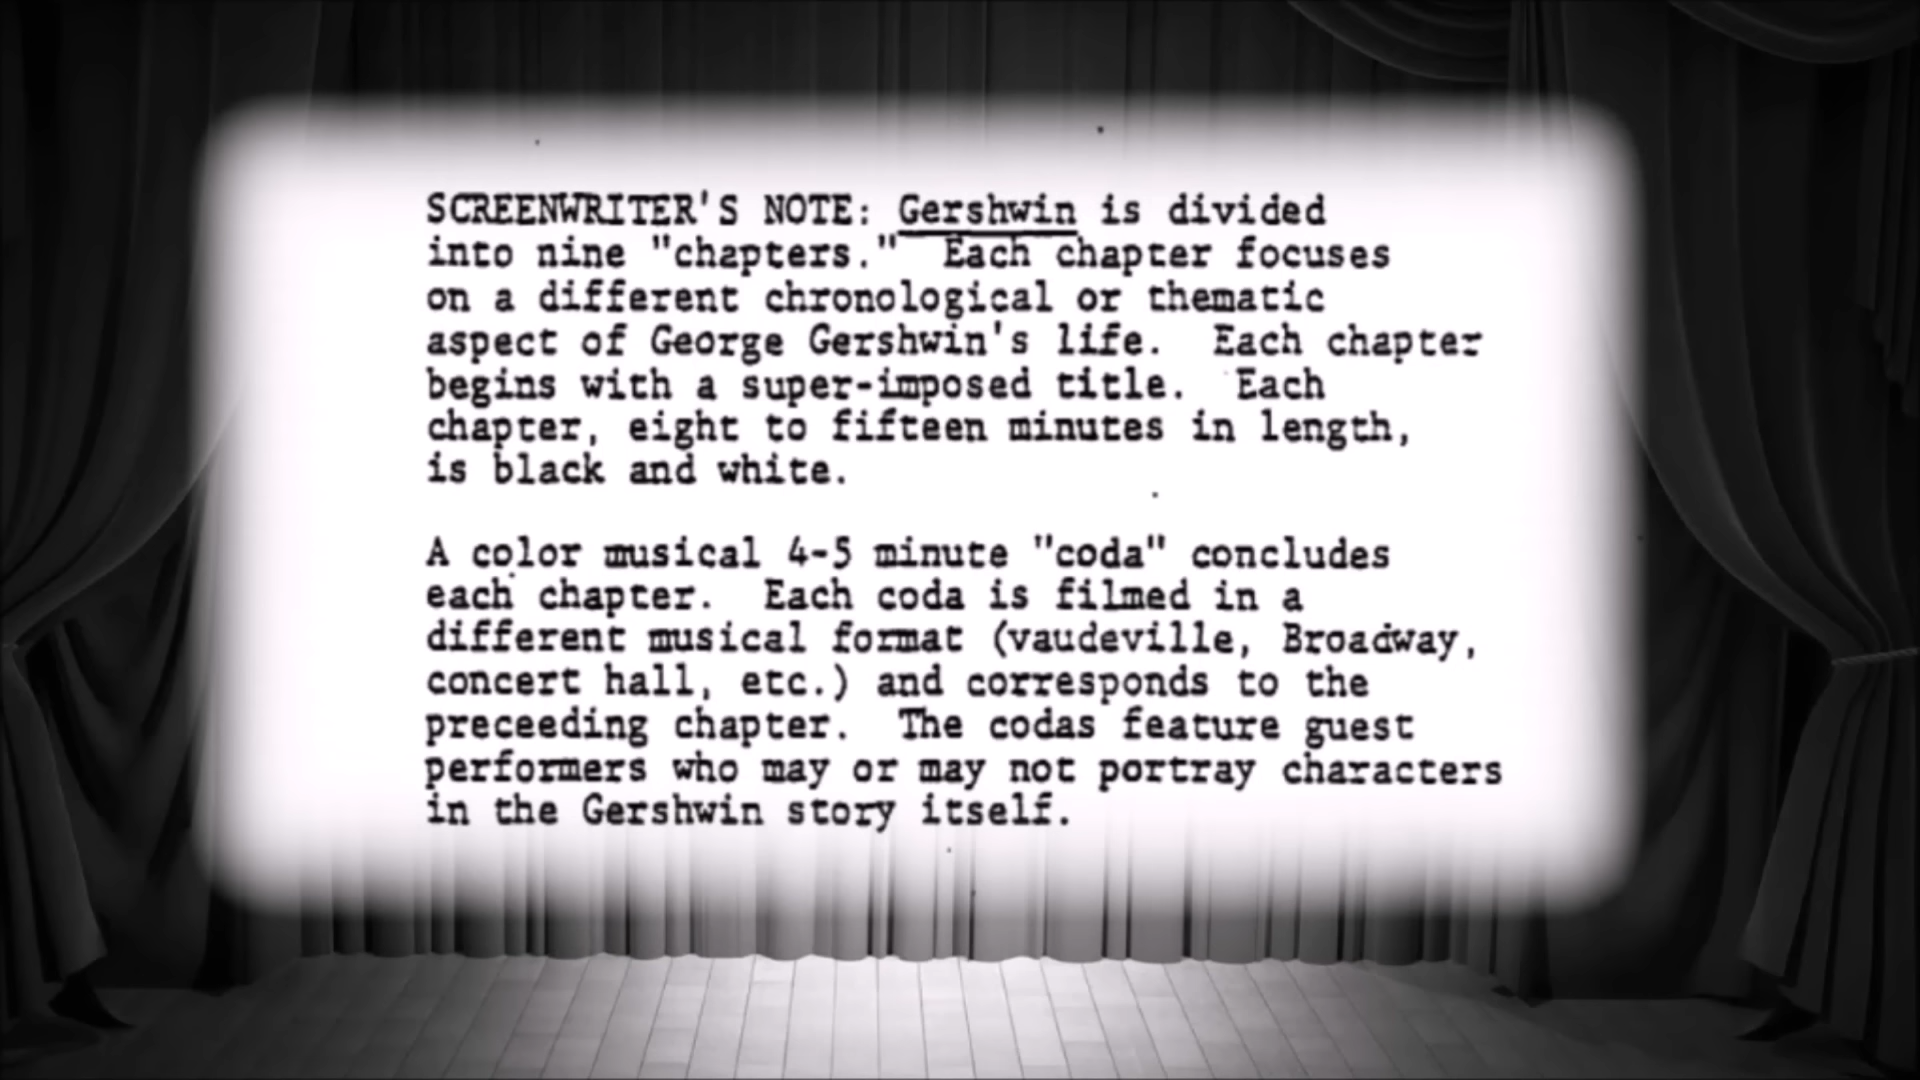 SCREENWRITER'S NOTE: Gershwin is divided
into nine "chapters."  Each chapter focuses
on a different chronological or thematic
aspect of George Gershwin's life.  Each chapter
begins with a super-imposed title.  Each
chapter, eight to fifteen minutes in length,
is black and white.
A color musical 4-5 minute "coda" concludes
each chapter.  Each coda is filmed in a
different musical format (vaudeville, Broadway,
concert hall, etc.) and corresponds to the
preceeding chapter.  The codas feature guest
performers who may or may not portray characters
in the Gershwin story itself.